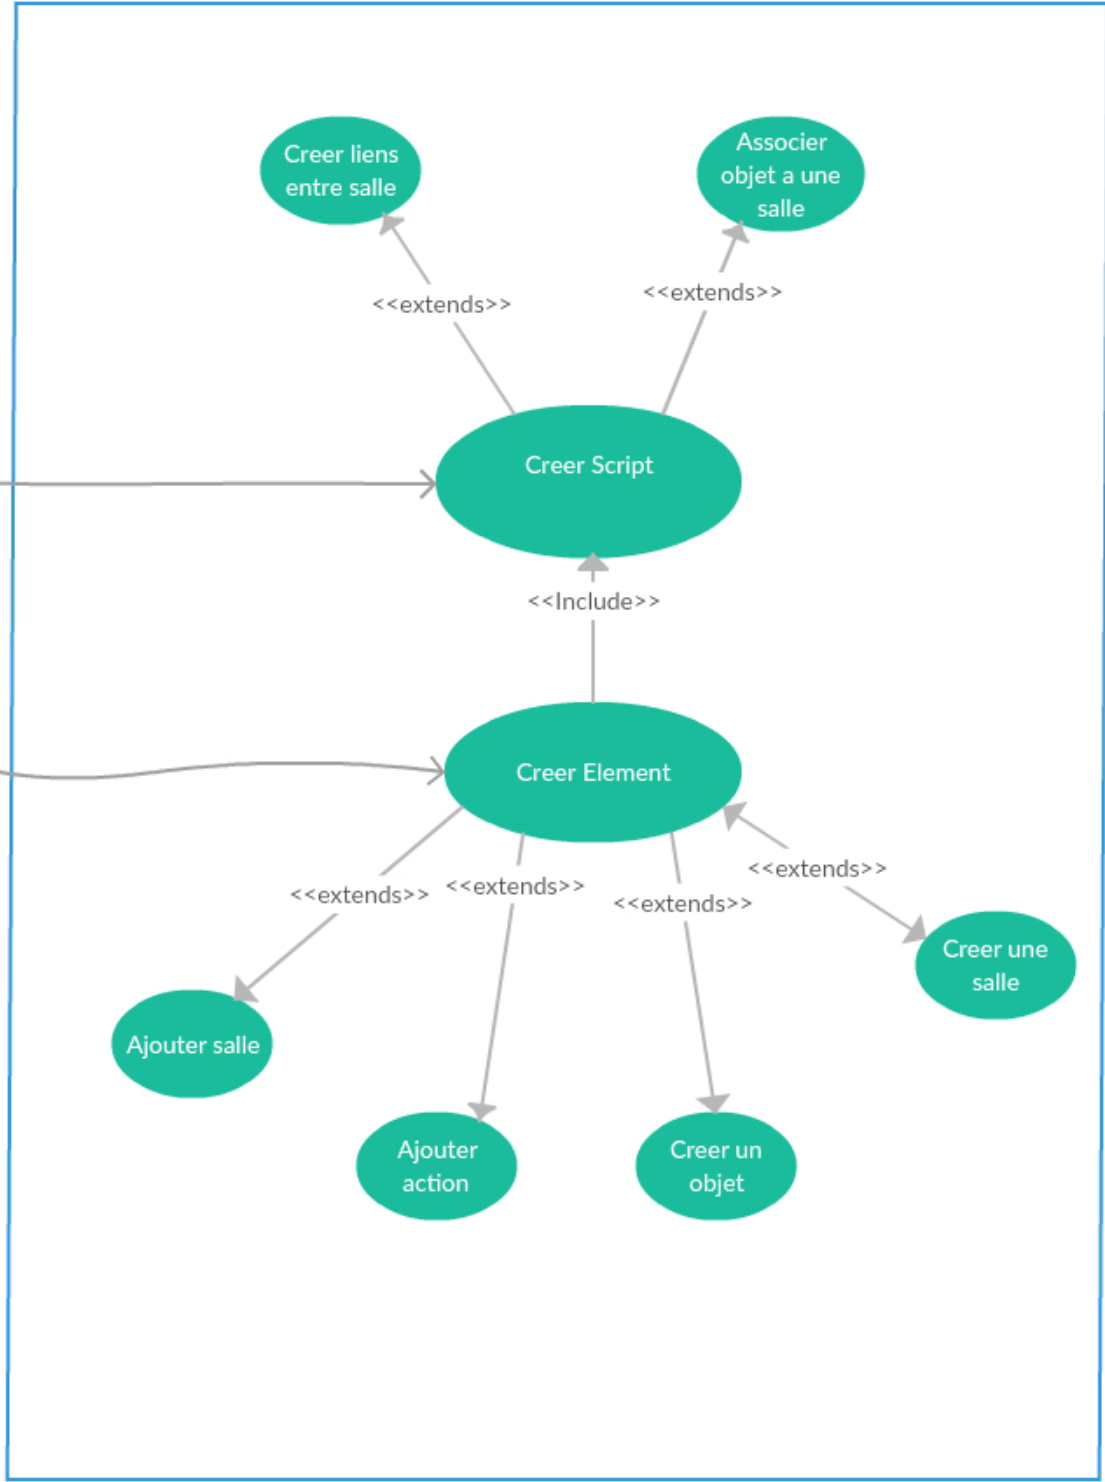 Creer liens
entre salle
Associer
objet a une
salle
<<extends>>
<<extends>>
Creer Script
<<Include>>
Creer Element
<<extends>>
<<extends>>
<<extends>>
<<extends>>
Creer une
salle
Ajouter salle
Ajouter
action
Creer un
objet